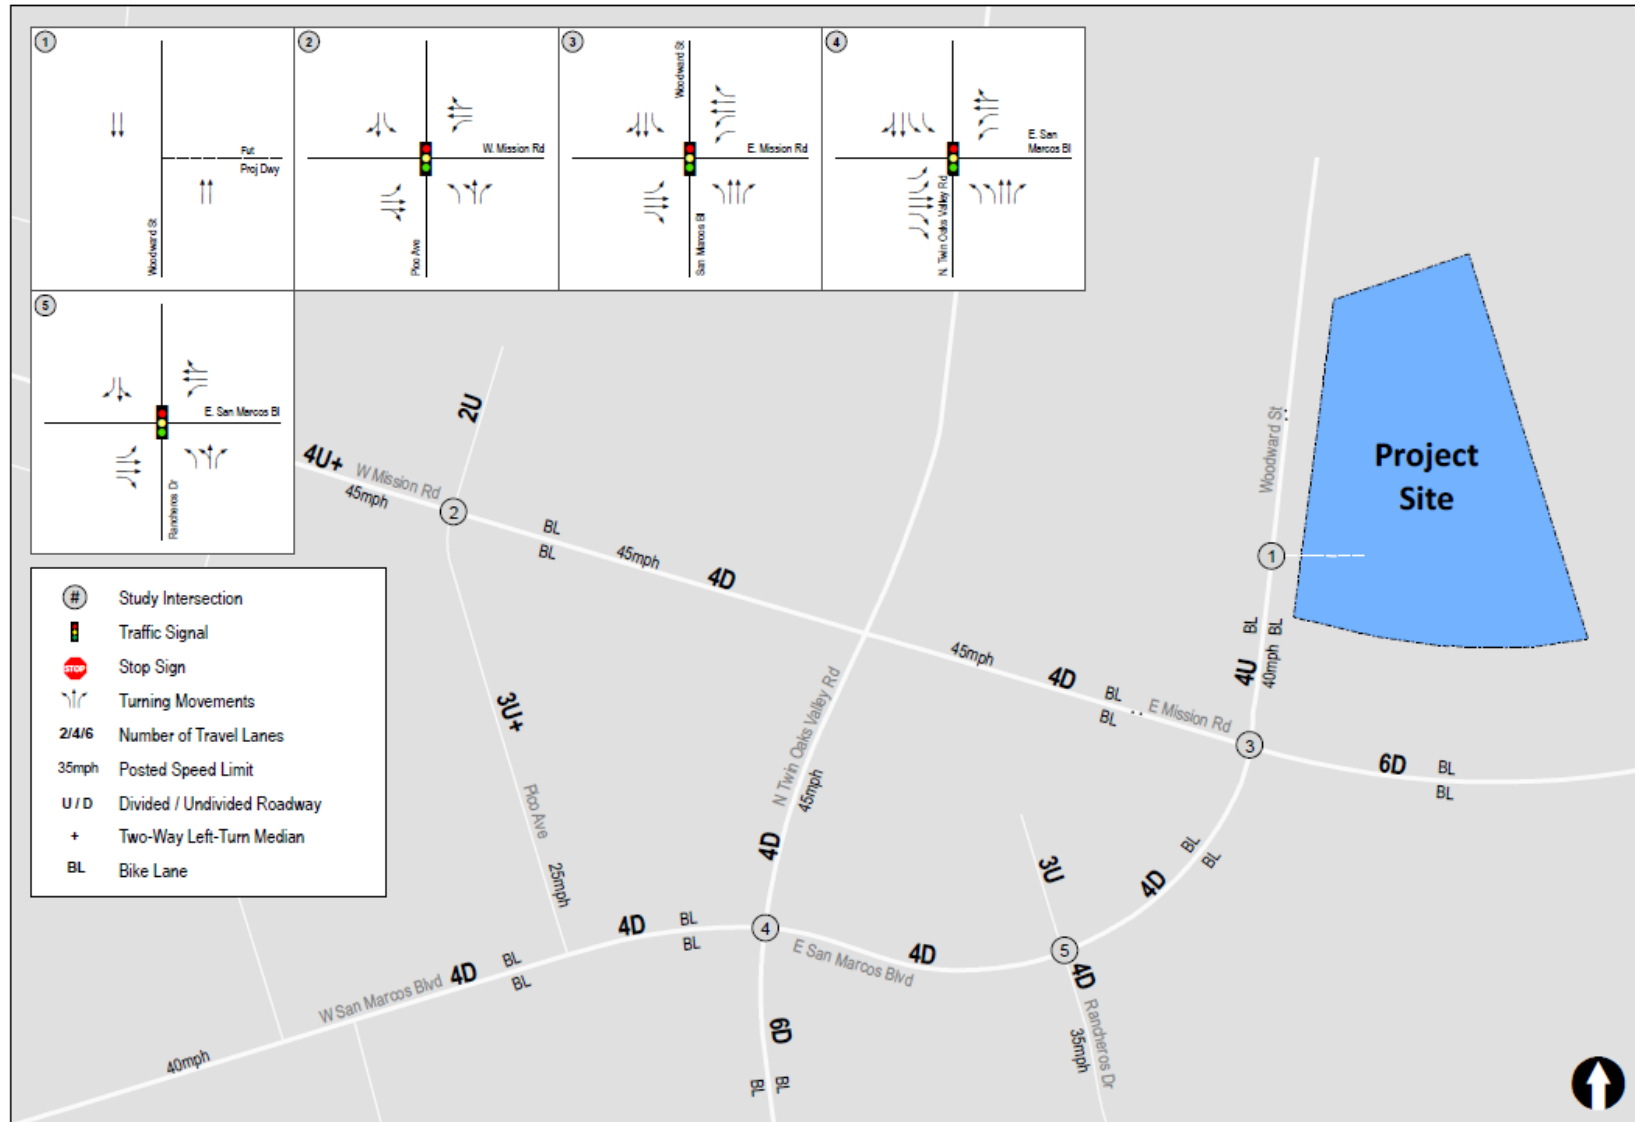 1
Woodward St
Fut
Proj Dwy
2
W. Mission Rd
Pico Ave
3
Woodward St
E. Mission Rd
San Marcos Bl
4
E. San
Marcos Bl
N. Twin Oaks Valley Rd
5
E. San Marcos Bl
Rancheros Dr
# Study Intersection
Traffic Signal
STOP Stop Sign
Turning Movements
2/4/6 Number of Travel Lanes
35mph Posted Speed Limit
U / D Divided / Undivided Roadway
+ Two-Way Left-Turn Median
BL Bike Lane
2U
4U+
W Mission Rd
45mph
2
BL
BL
45mph
4D
3U+
Pico Ave
25mph
N Twin Oaks Valley Rd
45mph
4D
45mph
4D
BL
BL
E Mission Rd
Woodward St
Project
Site
1
BL
BL
4U
40mph
3
6D
BL
BL
BL
BL
4D
3U
5
4D
Rancheros Dr
35mph
4D
E San Marcos Blvd
4
BL
BL
4D
BL
BL
4D
W San Marcos Blvd
40mph
6D
BL
BL